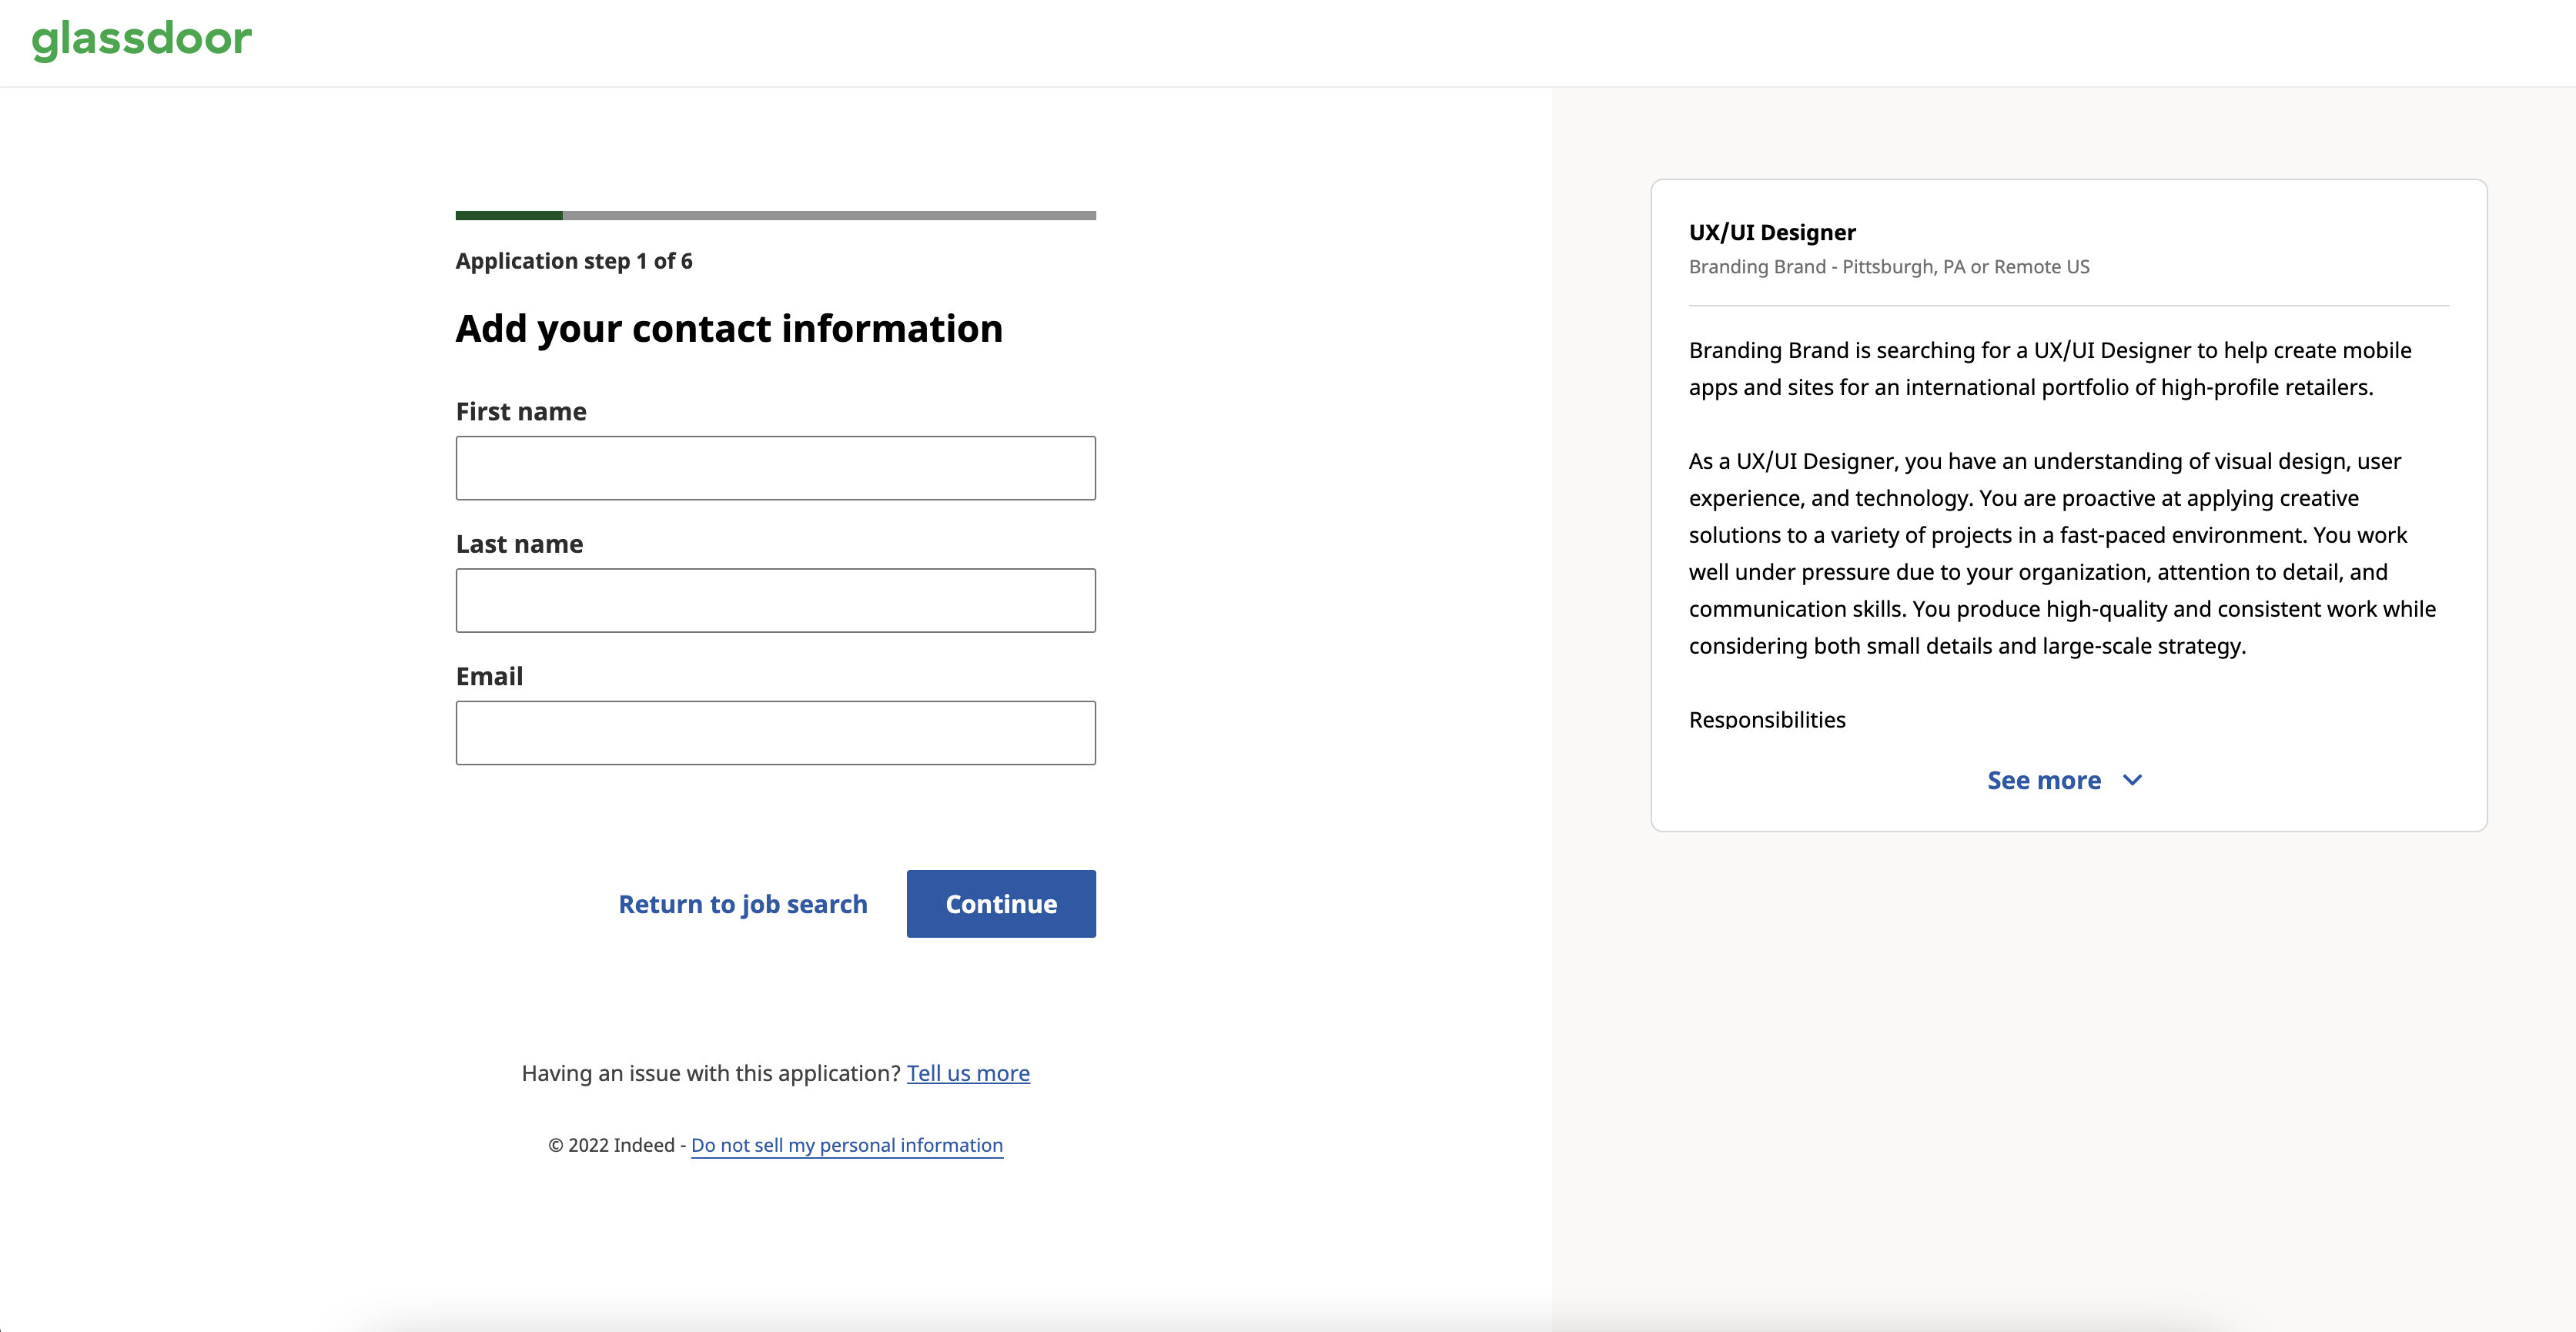 glassdoor
Application step 1 of 6
Add your contact information
First name
Last name
Email
Return to job search
Continue
Having an issue with this application? Tell us more
© 2022 Indeed - Do not sell my personal information
UX/UI Designer
Branding Brand - Pittsburgh, PA or Remote US
Branding Brand is searching for a UX/UI Designer to help create mobile
apps and sites for an international portfolio of high-profile retailers.
As a UX/UI Designer, you have an understanding of visual design, user
experience, and technology. You are proactive at applying creative
solutions to a variety of projects in a fast-paced environment. You work
well under pressure due to your organization, attention to detail, and
communication skills. You produce high-quality and consistent work while
considering both small details and large-scale strategy.
Responsibilities
See more